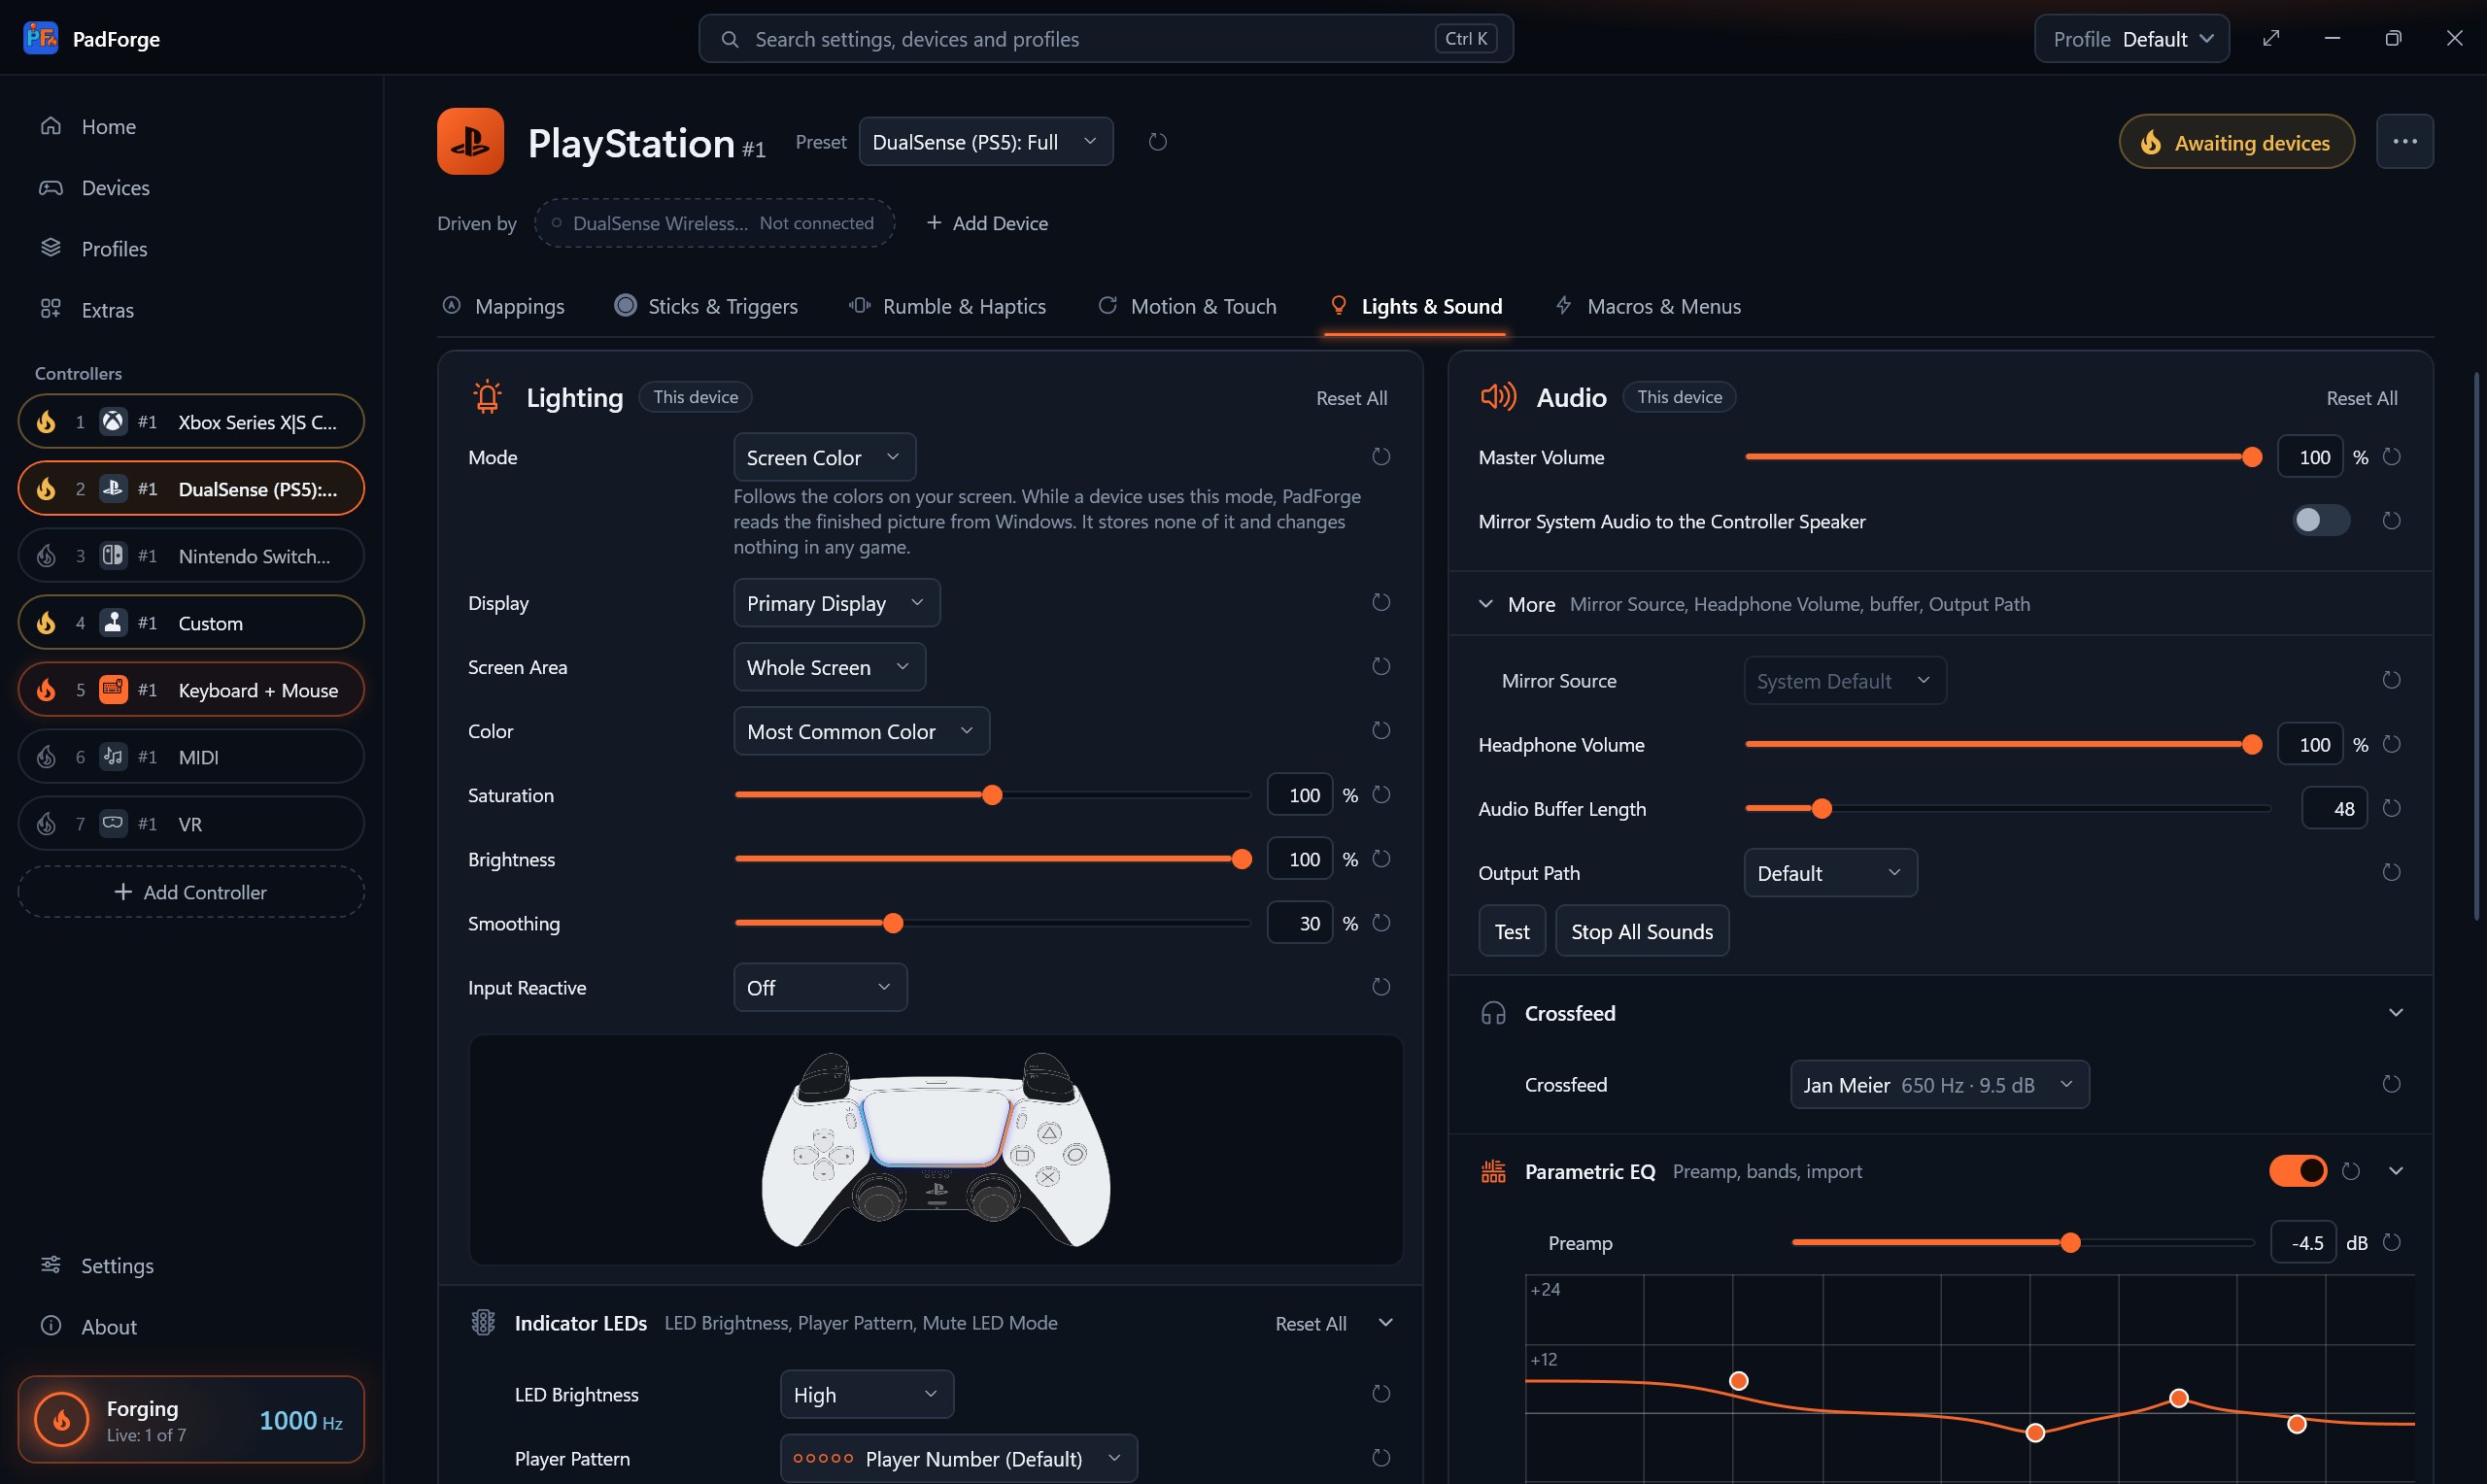 PadForge
Search settings, devices and profiles
Ctrl K
Profile Default
Home
Devices
Profiles
Extras
Controllers
1 #1 Xbox Series X|S C...
2 #1 DualSense (PS5):...
3 #1 Nintendo Switch...
4 #1 Custom
5 #1 Keyboard + Mouse
6 #1 MIDI
7 #1 VR
+ Add Controller
Settings
About
Forging
Live: 1 of 7
1000 Hz
PlayStation #1
Preset
DualSense (PS5): Full
Awaiting devices
Driven by
DualSense Wireless... Not connected
+ Add Device
Mappings
Sticks & Triggers
Rumble & Haptics
Motion & Touch
Lights & Sound
Macros & Menus
Lighting
This device
Reset All
Mode
Screen Color
Follows the colors on your screen. While a device uses this mode, PadForge
reads the finished picture from Windows. It stores none of it and changes
nothing in any game.
Display
Primary Display
Screen Area
Whole Screen
Color
Most Common Color
Saturation
100 %
Brightness
100 %
Smoothing
30 %
Input Reactive
Off
Indicator LEDs
LED Brightness, Player Pattern, Mute LED Mode
Reset All
LED Brightness
High
Player Pattern
Player Number (Default)
Audio
This device
Reset All
Master Volume
100 %
Mirror System Audio to the Controller Speaker
More
Mirror Source, Headphone Volume, buffer, Output Path
Mirror Source
System Default
Headphone Volume
100 %
Audio Buffer Length
48
Output Path
Default
Test
Stop All Sounds
Crossfeed
Crossfeed
Jan Meier 650 Hz · 9.5 dB
Parametric EQ
Preamp, bands, import
Preamp
-4.5 dB
+24
+12